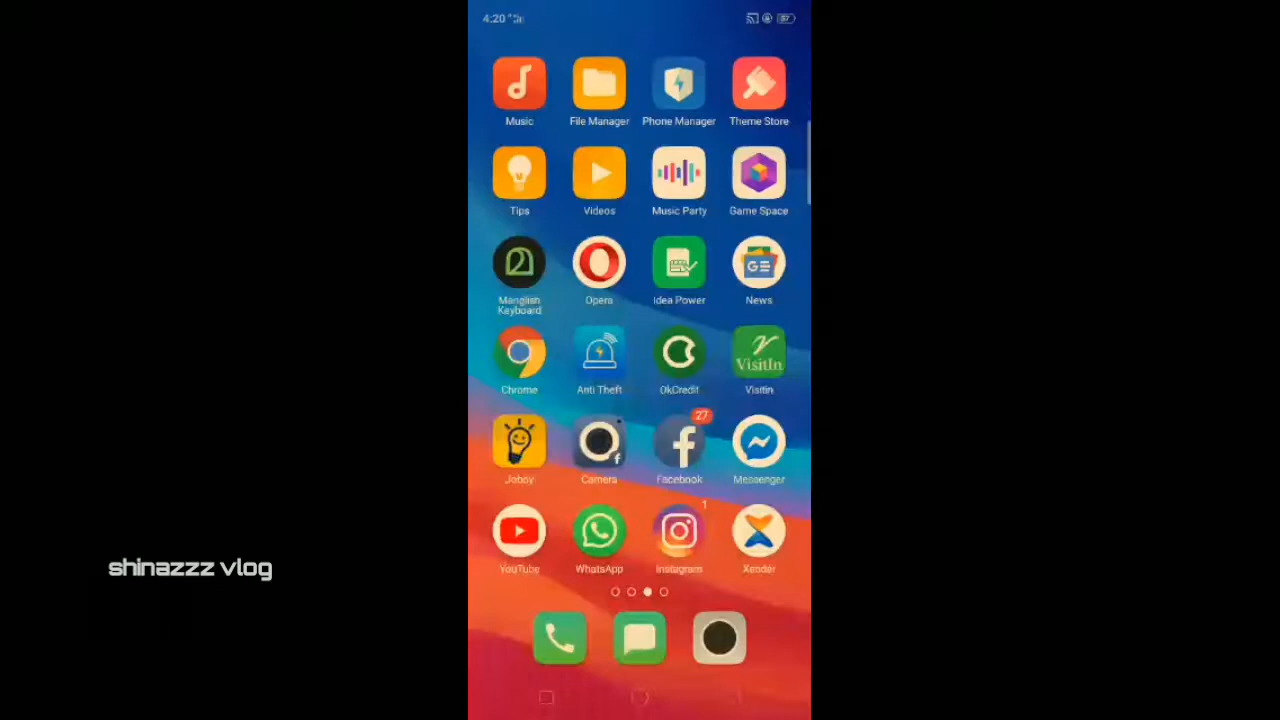 4:20
57
Music
File Manager
Phone Manager
Theme Store
Tips
Videos
Music Party
Game Space
GE
Manglish
Keyboard
Opera
Idea Power
News
VisitIn
Chrome
Anti Theft
OkCredit
Visitin
27
Joboy
Camera
Facebook
Messenger
1
YouTube
WhatsApp
Instagram
Xender
shinazzz vlog